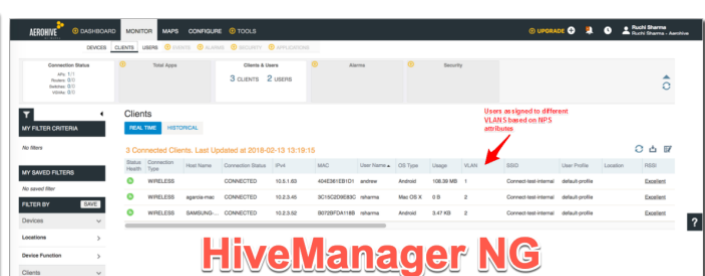 AEROHIVE DASHBOARD MONITOR MAPS CONFIGURE TOOLS UPGRADE Ruchi Sharma
Ruchi Sharma - Aerohive
DEVICES CLIENTS USERS EVENTS ALARMS SECURITY APPLICATIONS
Connection Status Total Apps Clients & Users Alarms Security
3 CLIENTS 2 USERS
MY FILTER CRITERIA
No filters
MY SAVED FILTERS
No saved filter
FILTER BY SAVE
Devices
Locations
Device Function
Clients
Clients
REAL TIME HISTORICAL
Users assigned to different
VLANS based on NPS
attributes
3 Connected Clients. Last Updated at 2018-02-13 13:19:15
Status Health Connection Type Host Name Connection Status IPv4 MAC User Name OS Type Usage VLAN SSID User Profile Location RSSI
WIRELESS CONNECTED 10.5.1.63 404E361EB1D1 andrew Android 108.38 MB 1 Connect-test-internal default-profile Excellent
WIRELESS agarola-mac CONNECTED 10.2.3.45 3C15C2D9E93C rsharma Mac OS X 0 B 2 Connect-test-internal default-profile Excellent
WIRELESS SAMSUNG-... CONNECTED 10.2.3.52 rsharma Android 3.47 KB 2 Connect-test-internal default-profile Excellent
?
HiveManager NG